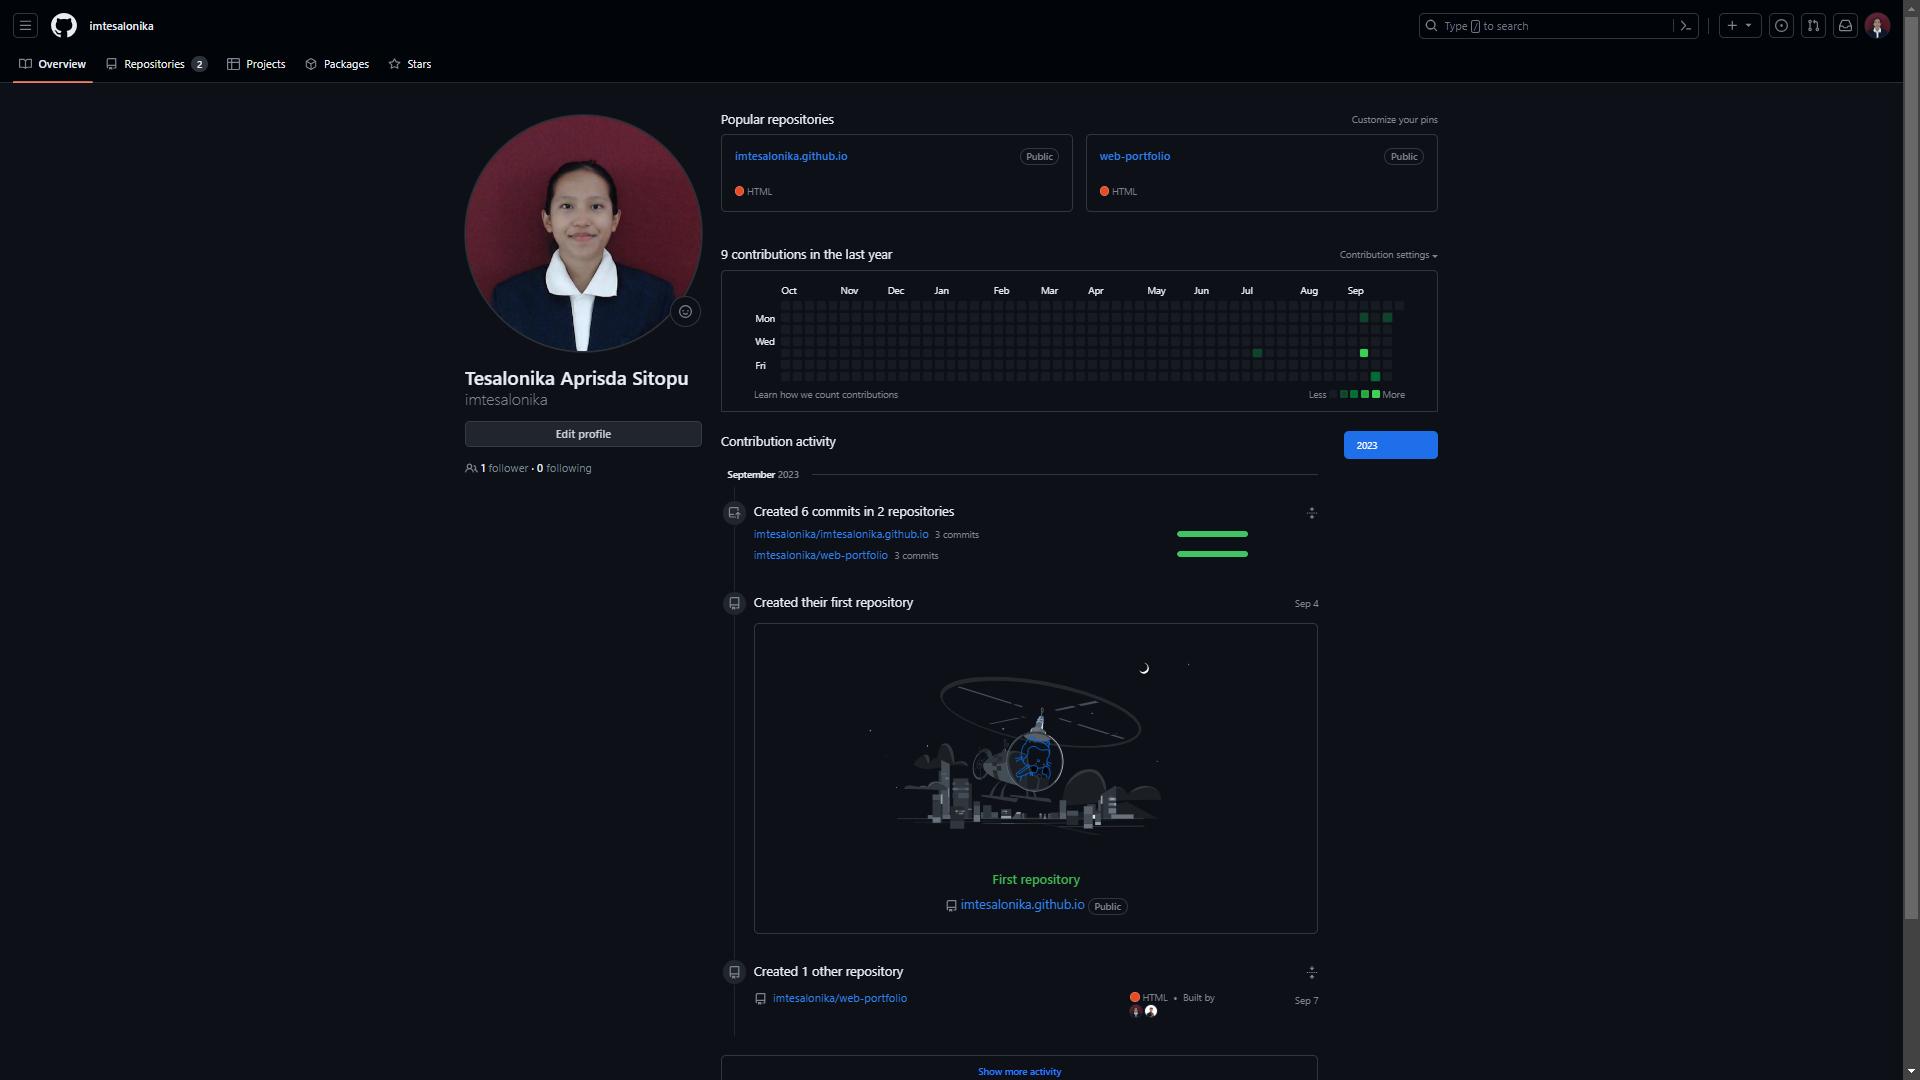 imtesalonika
Type / to search
Overview
Repositories 2
Projects
Packages
Stars
Tesalonika Aprisda Sitopu
imtesalonika
Edit profile
1 follower · 0 following
Popular repositories
Customize your pins
imtesalonika.github.io
Public
HTML
web-portfolio
Public
HTML
9 contributions in the last year
Contribution settings
Oct Nov Dec Jan Feb Mar Apr May Jun Jul Aug Sep
Mon
Wed
Fri
Learn how we count contributions
Less
More
Contribution activity
2023
September 2023
Created 6 commits in 2 repositories
imtesalonika/imtesalonika.github.io 3 commits
imtesalonika/web-portfolio 3 commits
Created their first repository
Sep 4
First repository
imtesalonika.github.io Public
Created 1 other repository
imtesalonika/web-portfolio
HTML • Built by
Sep 7
Show more activity